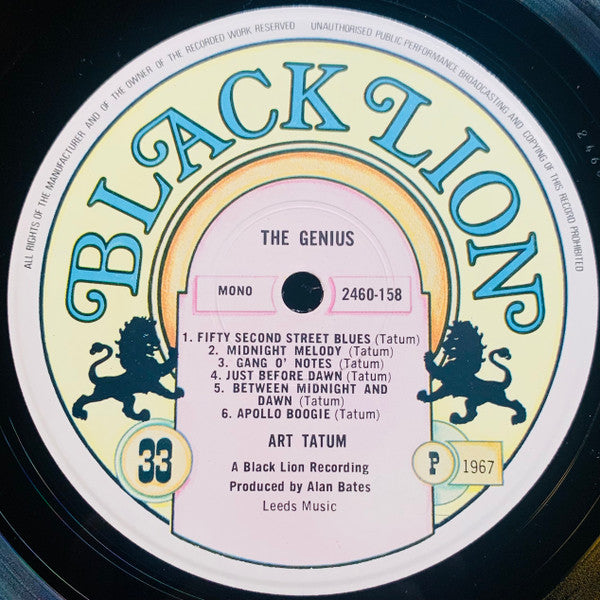 ALL RIGHTS OF THE MANUFACTURER AND OF THE OWNER OF THE RECORDED WORK RESERVED
UNAUTHORISED PUBLIC PERFORMANCE BROADCASTING AND COPYING OF THIS RECORD PROHIBITED
BLACK LION
THE GENIUS
MONO
2460-158
1. FIFTY SECOND STREET BLUES (Tatum)
2. MIDNIGHT MELODY (Tatum)
3. GANG O' NOTES (Tatum)
4. JUST BEFORE DAWN (Tatum)
5. BETWEEN MIDNIGHT AND
DAWN (Tatum)
6. APOLLO BOOGIE (Tatum)
ART TATUM
33
P 1967
A Black Lion Recording
Produced by Alan Bates
Leeds Music